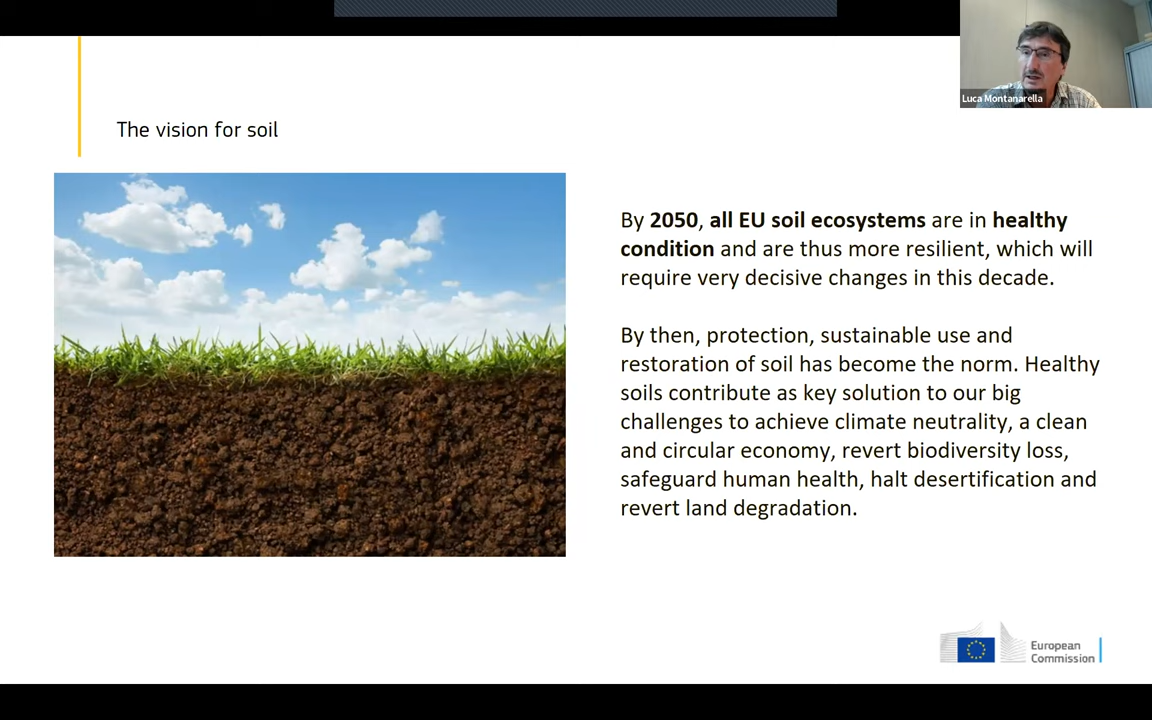 Luca Montanarella
The vision for soil
By 2050, all EU soil ecosystems are in healthy
condition and are thus more resilient, which will
require very decisive changes in this decade.
By then, protection, sustainable use and
restoration of soil has become the norm. Healthy
soils contribute as key solution to our big
challenges to achieve climate neutrality, a clean
and circular economy, revert biodiversity loss,
safeguard human health, halt desertification and
revert land degradation.
European
Commission